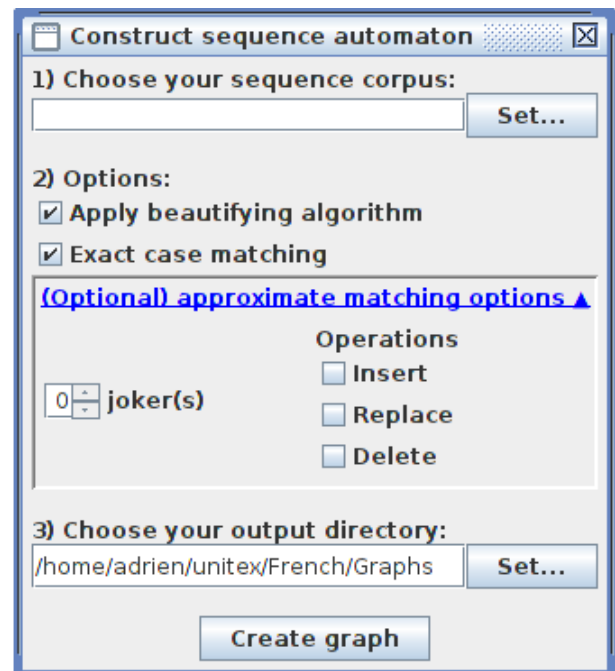 Construct sequence automaton
1) Choose your sequence corpus:
Set...
2) Options:
Apply beautifying algorithm
Exact case matching
(Optional) approximate matching options ▲
Operations
Insert
0 joker(s)
Replace
Delete
3) Choose your output directory:
/home/adrien/unitex/French/Graphs Set...
Create graph